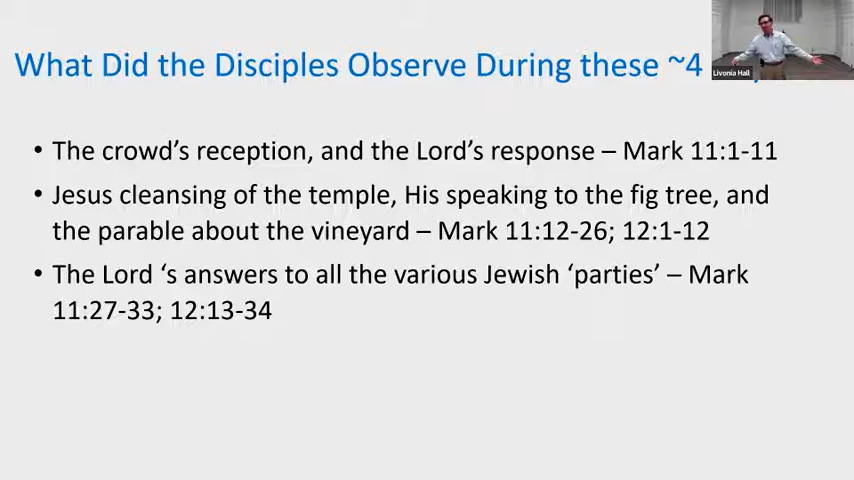 What Did the Disciples Observe During these ~4
Livonia Hall
• The crowd's reception, and the Lord's response – Mark 11:1-11
• Jesus cleansing of the temple, His speaking to the fig tree, and
the parable about the vineyard – Mark 11:12-26; 12:1-12
• The Lord 's answers to all the various Jewish 'parties' – Mark
11:27-33; 12:13-34